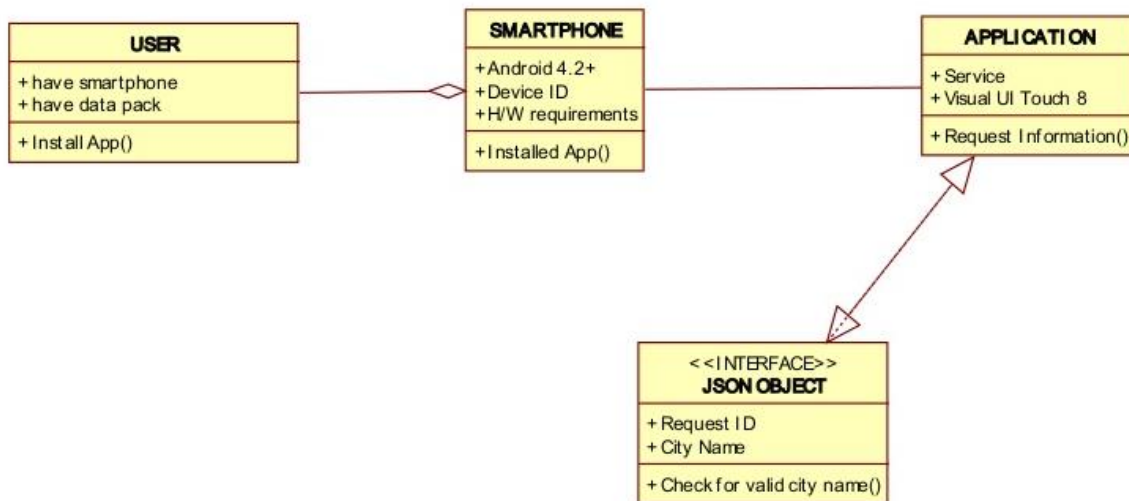 USER
+ have smartphone
+ have data pack
+ Install App()
SMARTPHONE
+Android 4.2+
+Device ID
+H/W requirements
+Installed App()
APPLICATION
+ Service
+ Visual UI Touch 8
+ Request Information()
<<INTERFACE>>
JSON OBJECT
+ Request ID
+ City Name
+ Check for valid city name()